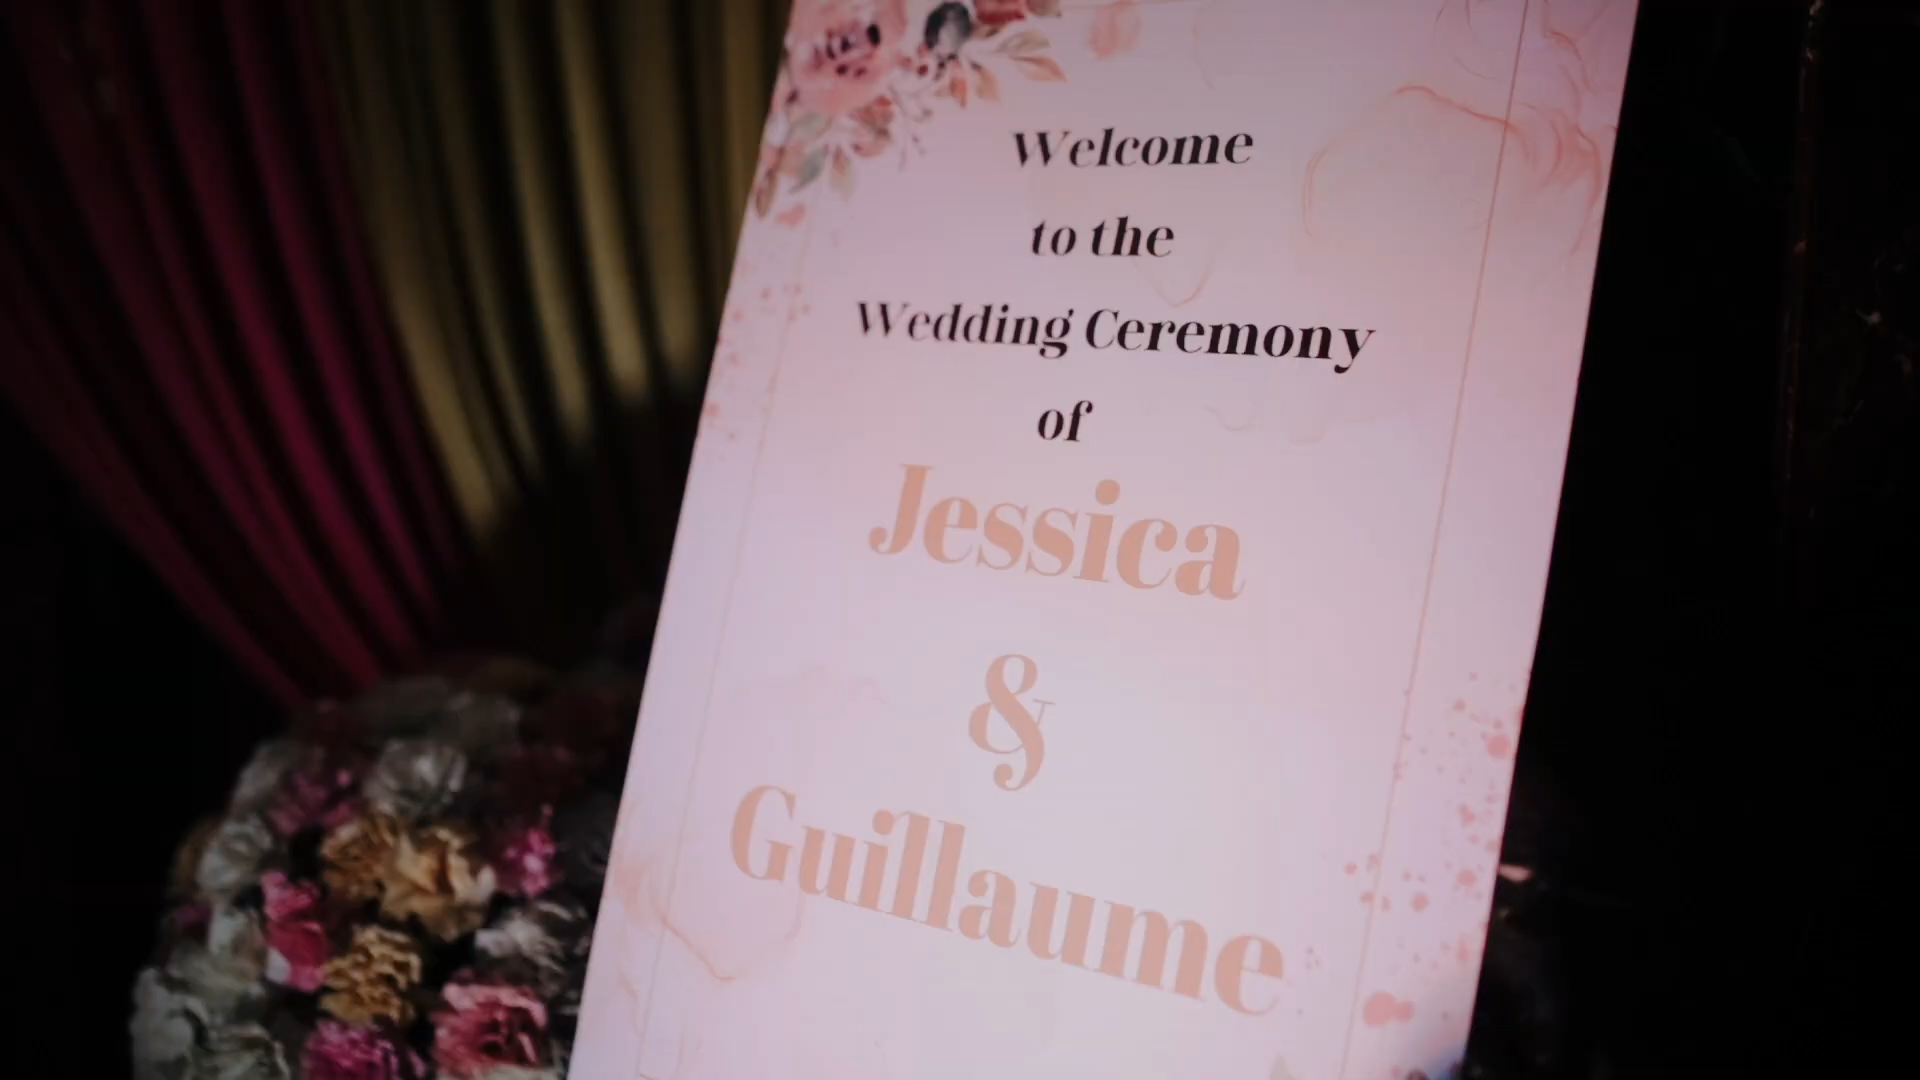 Welcome
to the
Wedding Ceremony
of
Jessica
&
Guillaume